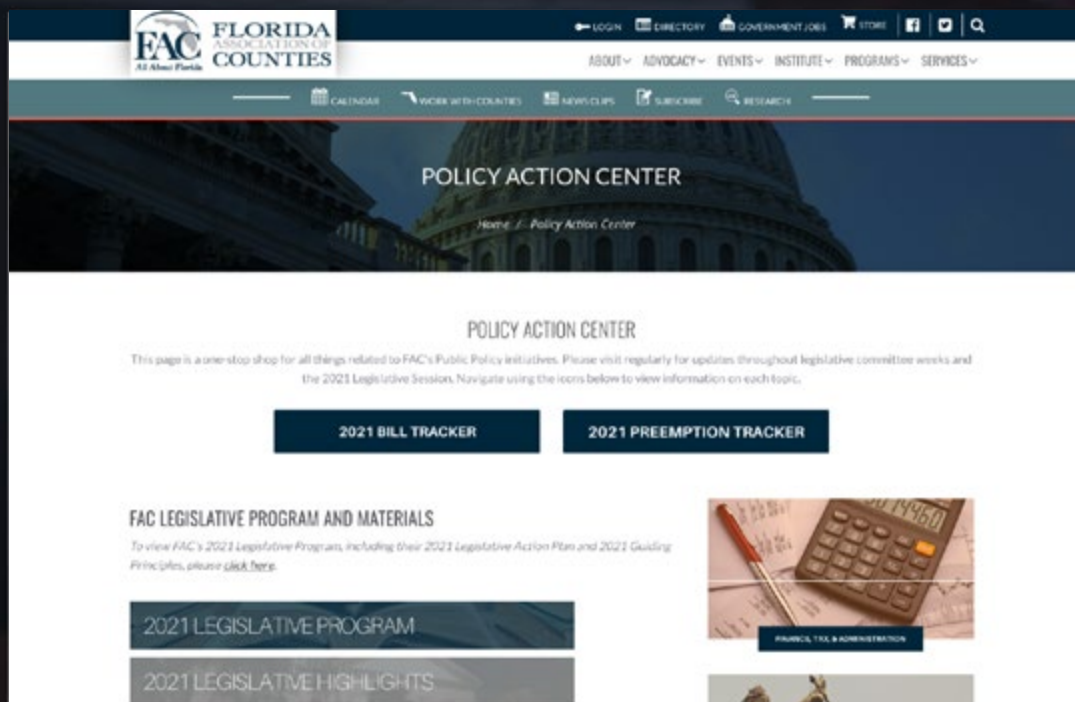 FAC
All About Florida
FLORIDA
ASSOCIATION OF
COUNTIES
LOGIN DIRECTORY GOVERNMENT JOBS STORE
ABOUT ADVOCACY EVENTS INSTITUTE PROGRAMS SERVICES
CALENDAR WORK WITH COUNTIES NEWS CLIPS SUBSCRIBE RESEARCH
POLICY ACTION CENTER
Home / Policy Action Center
POLICY ACTION CENTER
This page is a one-stop shop for all things related to FAC's Public Policy initiatives. Please visit regularly for updates throughout legislative committee weeks and
the 2021 Legislative Session. Navigate using the icons below to view information on each topic.
2021 BILL TRACKER 2021 PREEMPTION TRACKER
FAC LEGISLATIVE PROGRAM AND MATERIALS
To view FAC's 2021 Legislative Program, including their 2021 Legislative Action Plan and 2021 Guiding
Principles, please click here.
2021 LEGISLATIVE PROGRAM
2021 LEGISLATIVE HIGHLIGHTS
FINANCE, TAX, & ADMINISTRATION